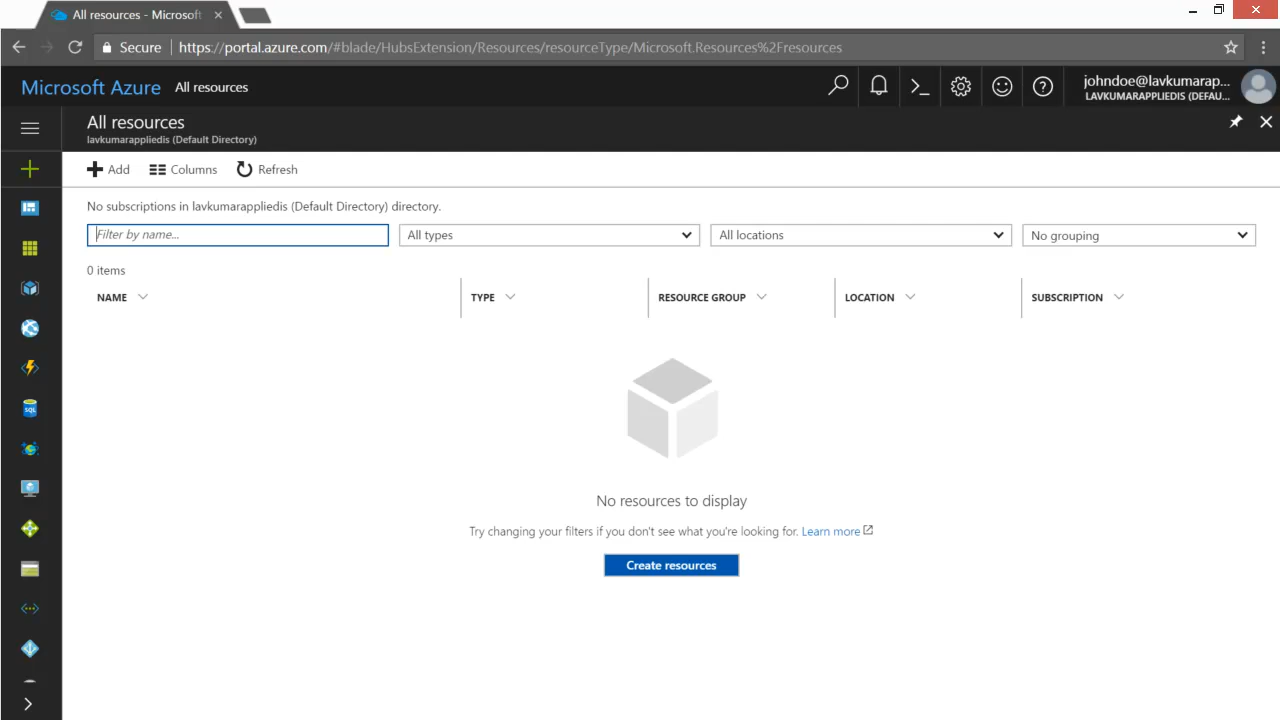 All resources - Microsoft
Secure
https://portal.azure.com/#blade/HubsExtension/Resources/resourceType/Microsoft.Resources%2Fresources
Microsoft Azure All resources
johndoe@lavkumarap...
LAVKUMARAPPLIEDIS (DEFAU...
All resources
lavkumarappliedis (Default Directory)
Add Columns Refresh
No subscriptions in lavkumarappliedis (Default Directory) directory.
Filter by name... All types All locations No grouping
0 items
NAME TYPE RESOURCE GROUP LOCATION SUBSCRIPTION
No resources to display
Try changing your filters if you don't see what you're looking for. Learn more
Create resources
SQL